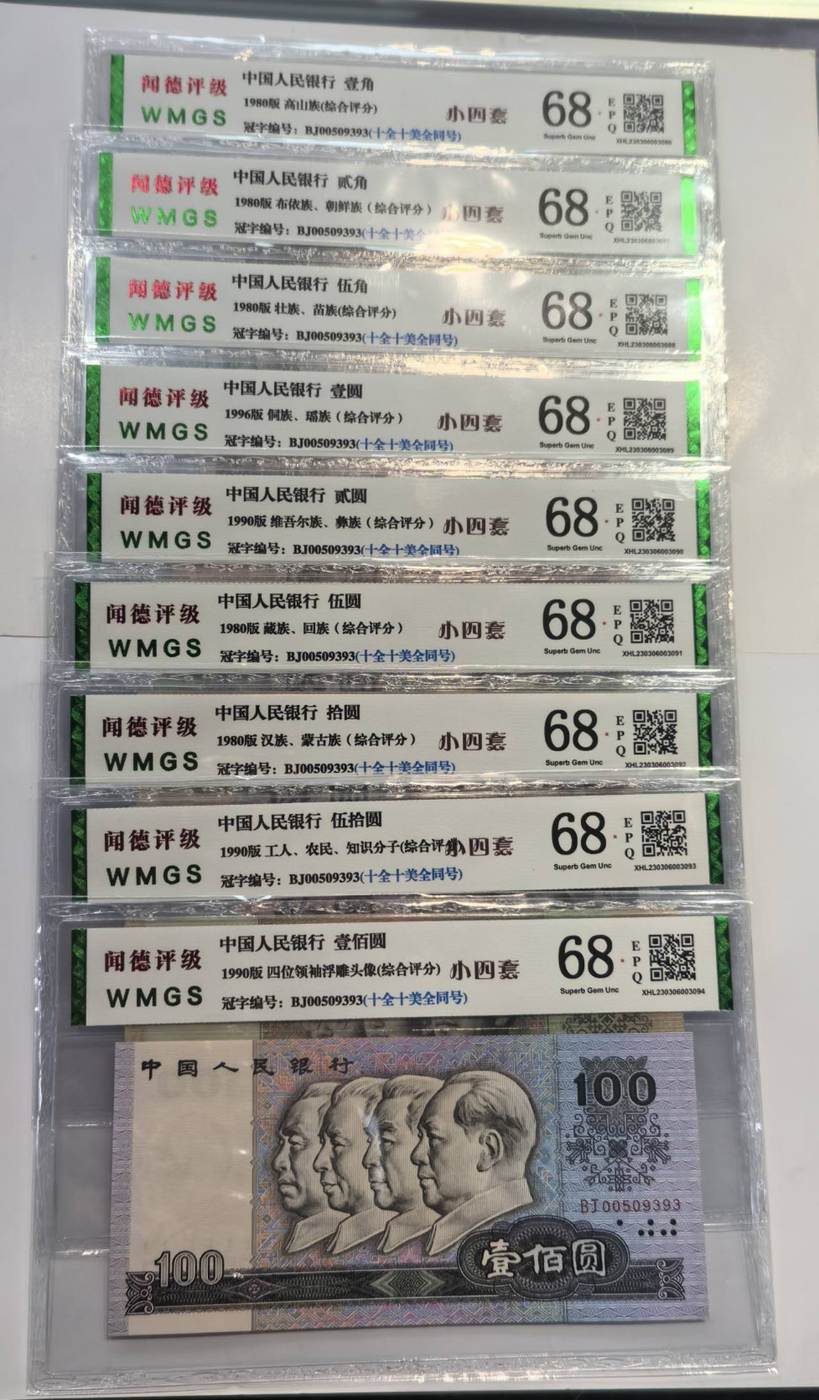 闻德评级 中国人民银行 壹角
WMGS 1980版 高山族(综合评分) 小四套 68 EPQ
Superb Gem Unc
冠字编号：BJ00509393(十全十美全同号)
闻德评级 中国人民银行 贰角
WMGS 1980版 布依族、朝鲜族（综合评分） 小四套 68 EPQ
Superb Gem Unc
冠字编号：BJ00509393(十全十美全
闻德评级 中国人民银行 伍角
WMGS 1980版 壮族、苗族(综合评分) 小四套 68 EPQ
Superb Gem Unc
冠字编号：BJ00509393(十全十美全同号)
闻德评级 中国人民银行 壹圆
WMGS 1996版 侗族、瑶族（综合评分） 小四套 68 EPQ
Superb Gem Unc XHL230306003089
冠字编号：BJ00509393(十全十美全同号)
闻德评级 中国人民银行 贰圆
WMGS 1990版 维吾尔族、彝族（综合评分） 小四套 68 EPQ
Superb Gem Unc XHL230306003090
冠字编号：BJ00509393(十全十美全同号)
闻德评级 中国人民银行 伍圆
WMGS 1980版 藏族、回族（综合评分） 小四套 68 EPQ
Superb Gem Unc XHL230306003091
冠字编号：BJ00509393(十全十美全同号)
闻德评级 中国人民银行 拾圆
WMGS 1980版 汉族、蒙古族（综合评分） 小四套 68 EPQ
Superb Gem Unc XHL230306003092
冠字编号：BJ00509393(十全十美全同号)
闻德评级 中国人民银行 伍拾圆
WMGS 1990版 工人、农民、知识分子(综合评分) 小四套 68 EPQ
Superb Gem Unc XHL230306003093
冠字编号：BJ00509393(十全十美全同号)
闻德评级 中国人民银行 壹佰圆
WMGS 1990版 四位领袖浮雕头像(综合评分) 小四套 68 EPQ
Superb Gem Unc XHL230306003094
冠字编号：BJ00509393(十全十美全同号)
中国人民银行
100
BJ00509393
壹佰圆
100